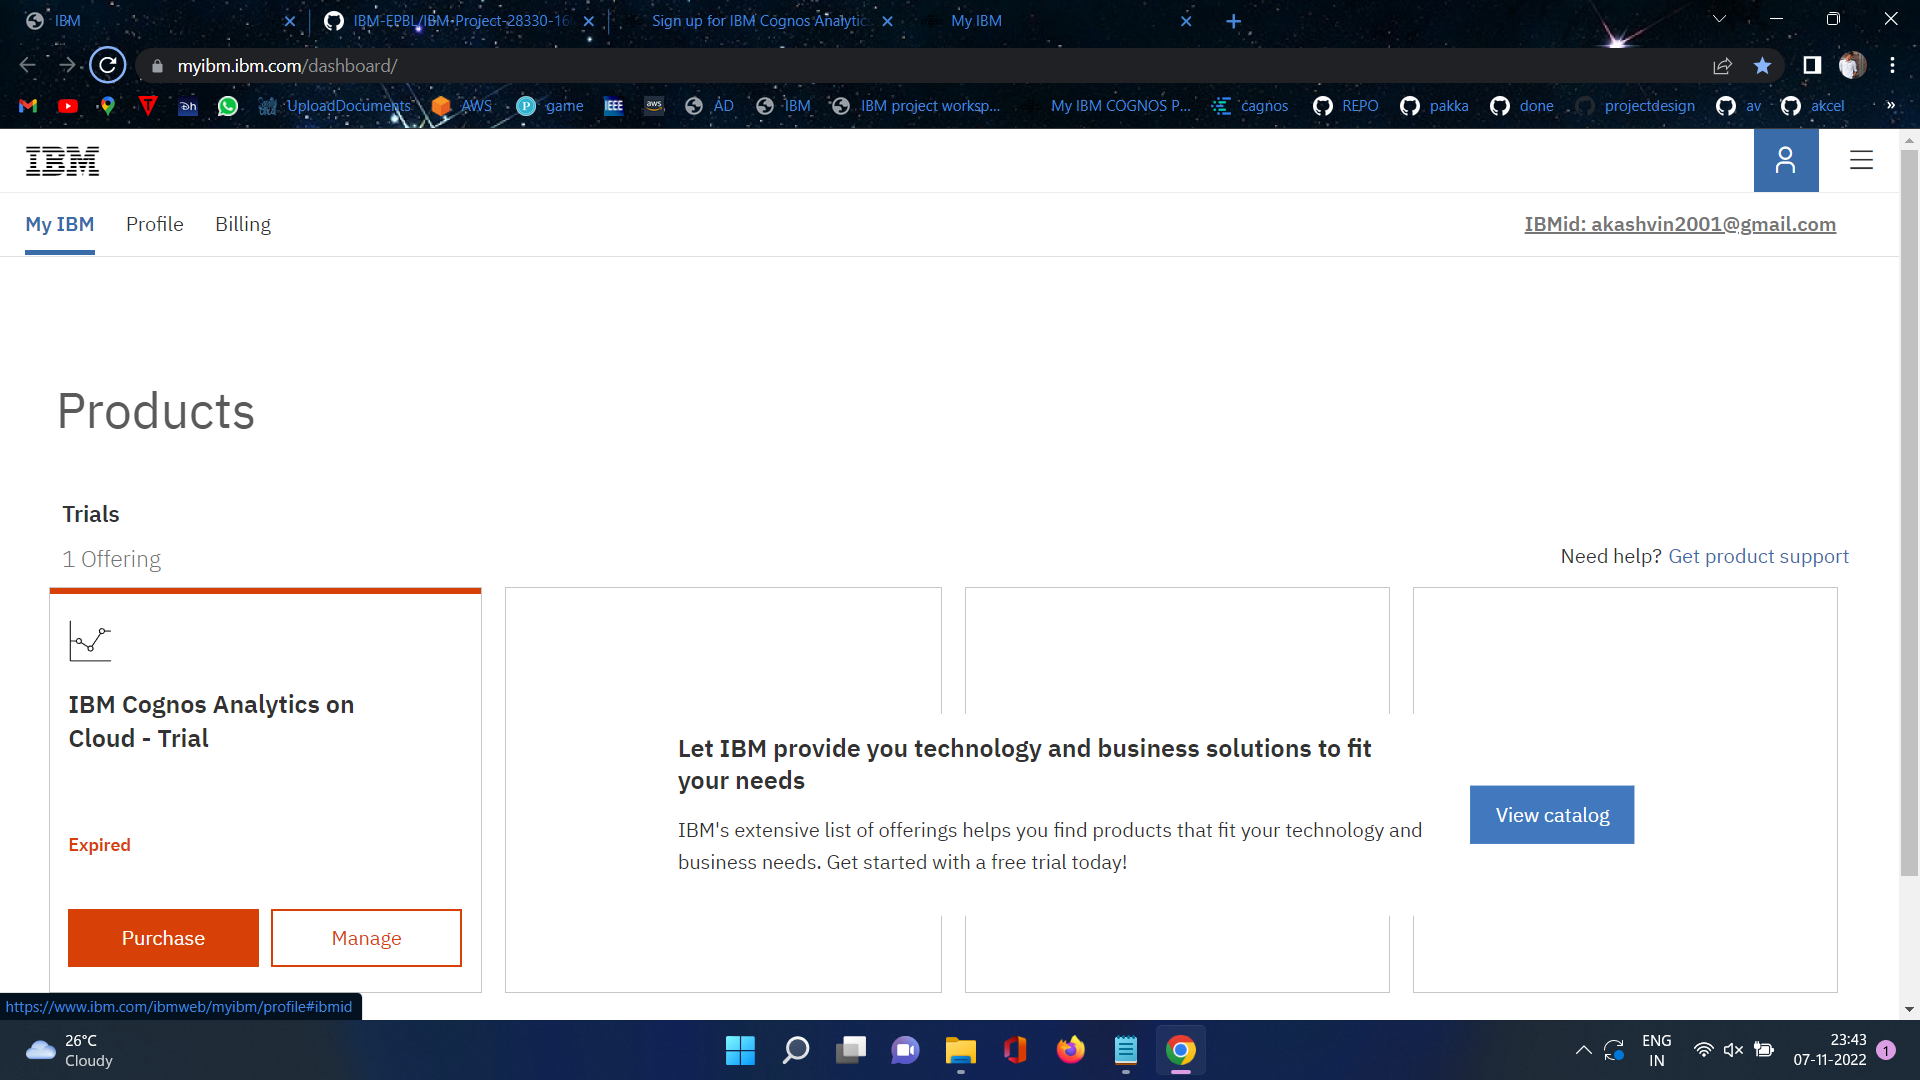 IBM
IBM-EPBL/IBM-Project-28330-16
Sign up for IBM Cognos Analytic
My IBM
myibm.ibm.com/dashboard/
UploadDocuments
AWS
game
IEEE
aws
AD
IBM
IBM project worksp...
My IBM COGNOS P...
cagnos
REPO
pakka
done
projectdesign
av
akcel
»
IBM
My IBM
Profile
Billing
IBMid: akashvin2001@gmail.com
Products
Trials
1 Offering
Need help? Get product support
IBM Cognos Analytics on
Cloud - Trial
Expired
Purchase
Manage
Let IBM provide you technology and business solutions to fit
your needs
IBM's extensive list of offerings helps you find products that fit your technology and
business needs. Get started with a free trial today!
View catalog
https://www.ibm.com/ibmweb/myibm/profile#ibmid
26°C
Cloudy
ENG
IN
23:43
07-11-2022
1